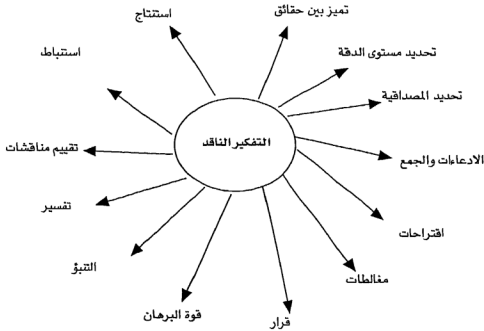 تميز بين حقائق
استنتاج
تحديد مستوى الدقة
استنباط
تحديد المصداقية
التفكير الناقد
تقييم مناقشات
الادعاءات والجمع
تفسير
اقتراحات
التنبؤ
مغالطات
قوة البرهان
قرار